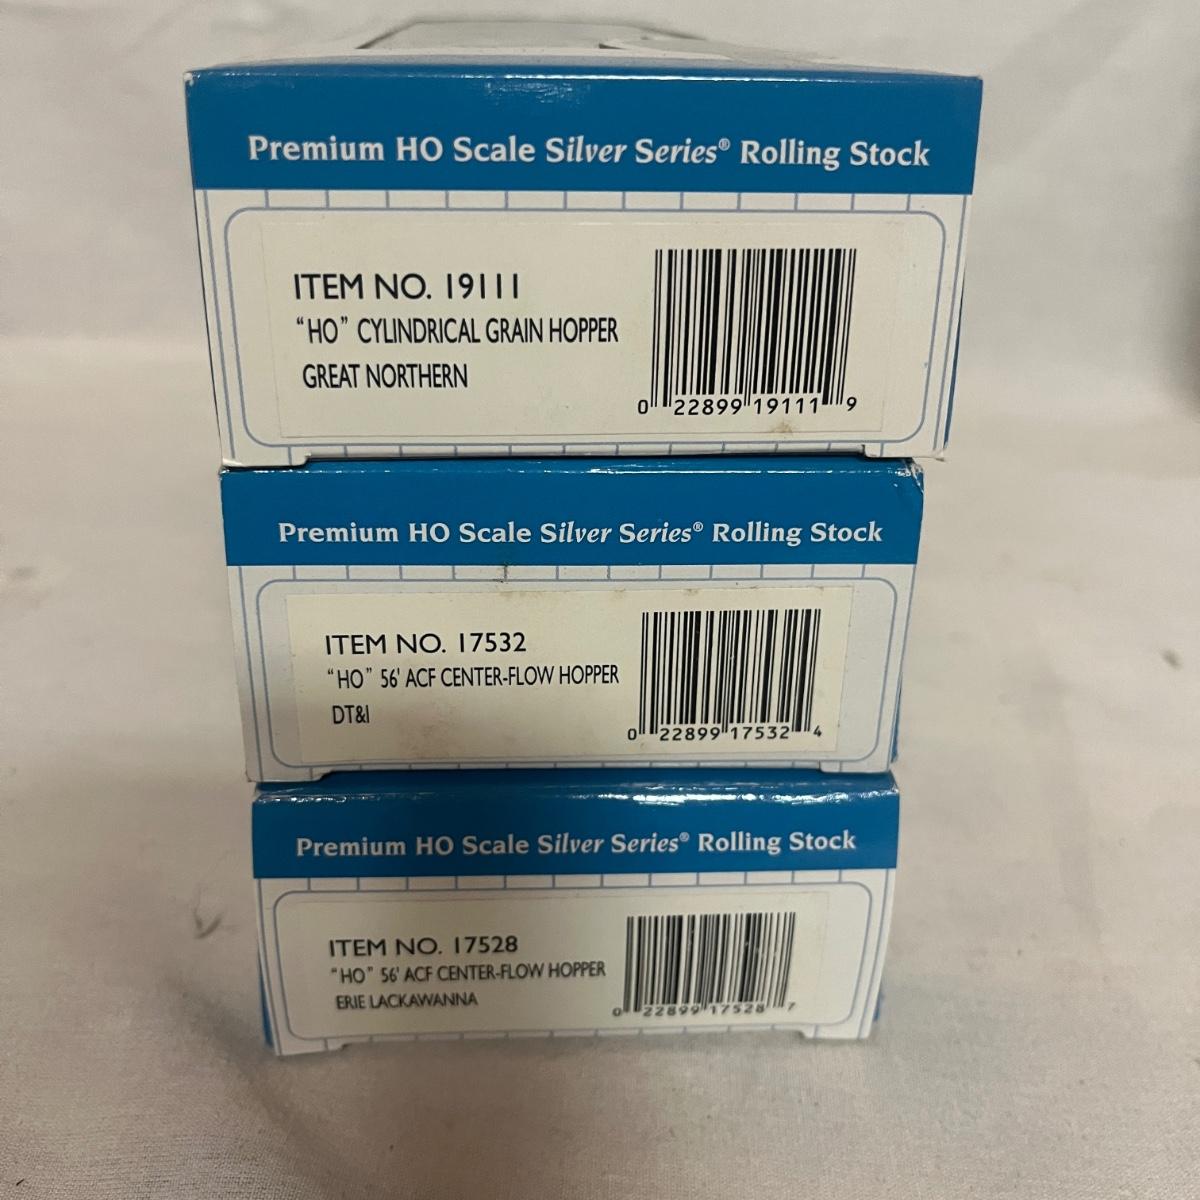 Premium HO Scale Silver Series® Rolling Stock
ITEM NO. 19111
"HO" CYLINDRICAL GRAIN HOPPER
GREAT NORTHERN
0 22899 19111 9
Premium HO Scale Silver Series® Rolling Stock
ITEM NO. 17532
"HO" 56' ACF CENTER-FLOW HOPPER
DT&I
0 22899 17532 4
Premium HO Scale Silver Series® Rolling Stock
ITEM NO. 17528
"HO" 56' ACF CENTER-FLOW HOPPER
ERIE LACKAWANNA
0 22899 17528 7